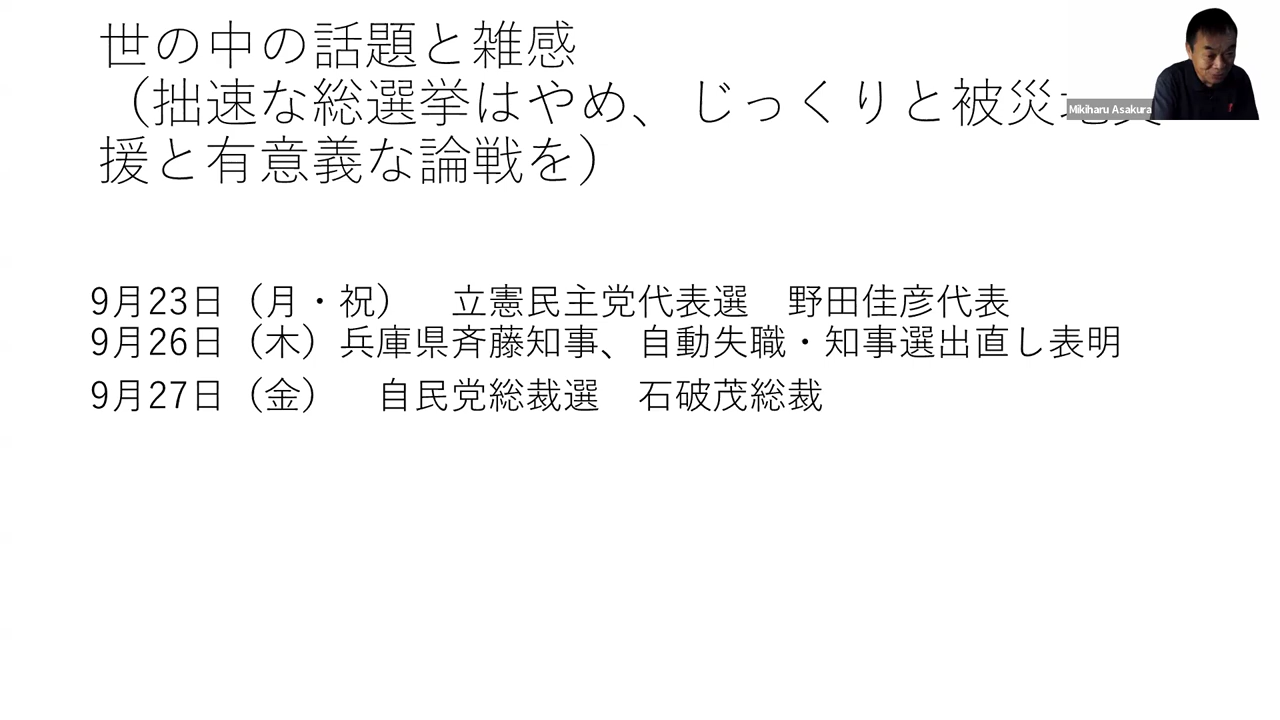 世の中の話題と雑感
（拙速な総選挙はやめ、じっくりと被災
援と有意義な論戦を）
Mikiharu Asakura
9月23日（月・祝）　立憲民主党代表選　野田佳彦代表
9月26日（木）兵庫県斉藤知事、自動失職・知事選出直し表明
9月27日（金）　自民党総裁選　石破茂総裁